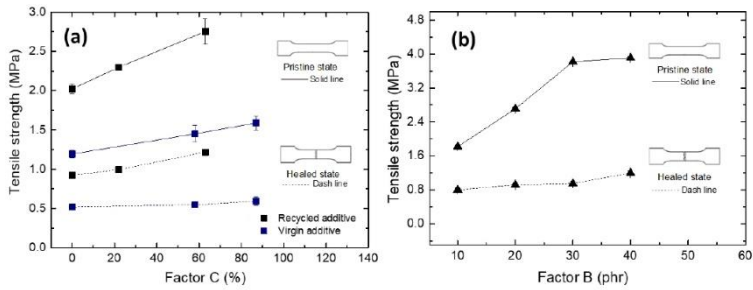 (a)
3.0
2.5
2.0
1.5
1.0
0.5
0.0
Tensile strength (MPa)
Pristine state
Solid line
Healed state
Dash line
Recycled additive
Virgin additive
0 20 40 60 80 100 120 140
Factor C (%)
(b)
4.8
4.0
3.2
2.4
1.6
0.8
0.0
Tensile strength (MPa)
Pristine state
Solid line
Healed state
Dash line
10 20 30 40 50 60
Factor B (phr)